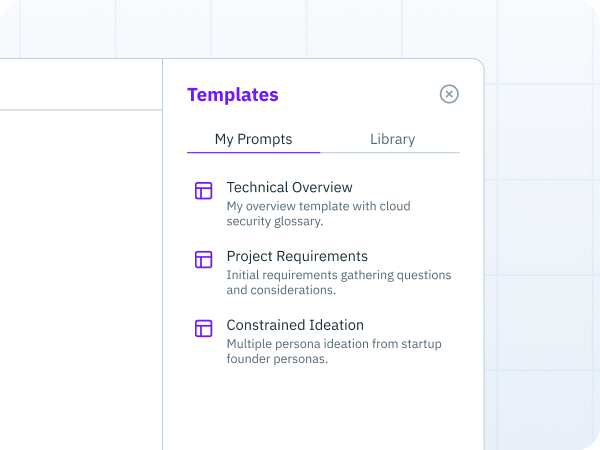 Templates
My Prompts
Library
Technical Overview
My overview template with cloud
security glossary.
Project Requirements
Initial requirements gathering questions
and considerations.
Constrained Ideation
Multiple persona ideation from startup
founder personas.